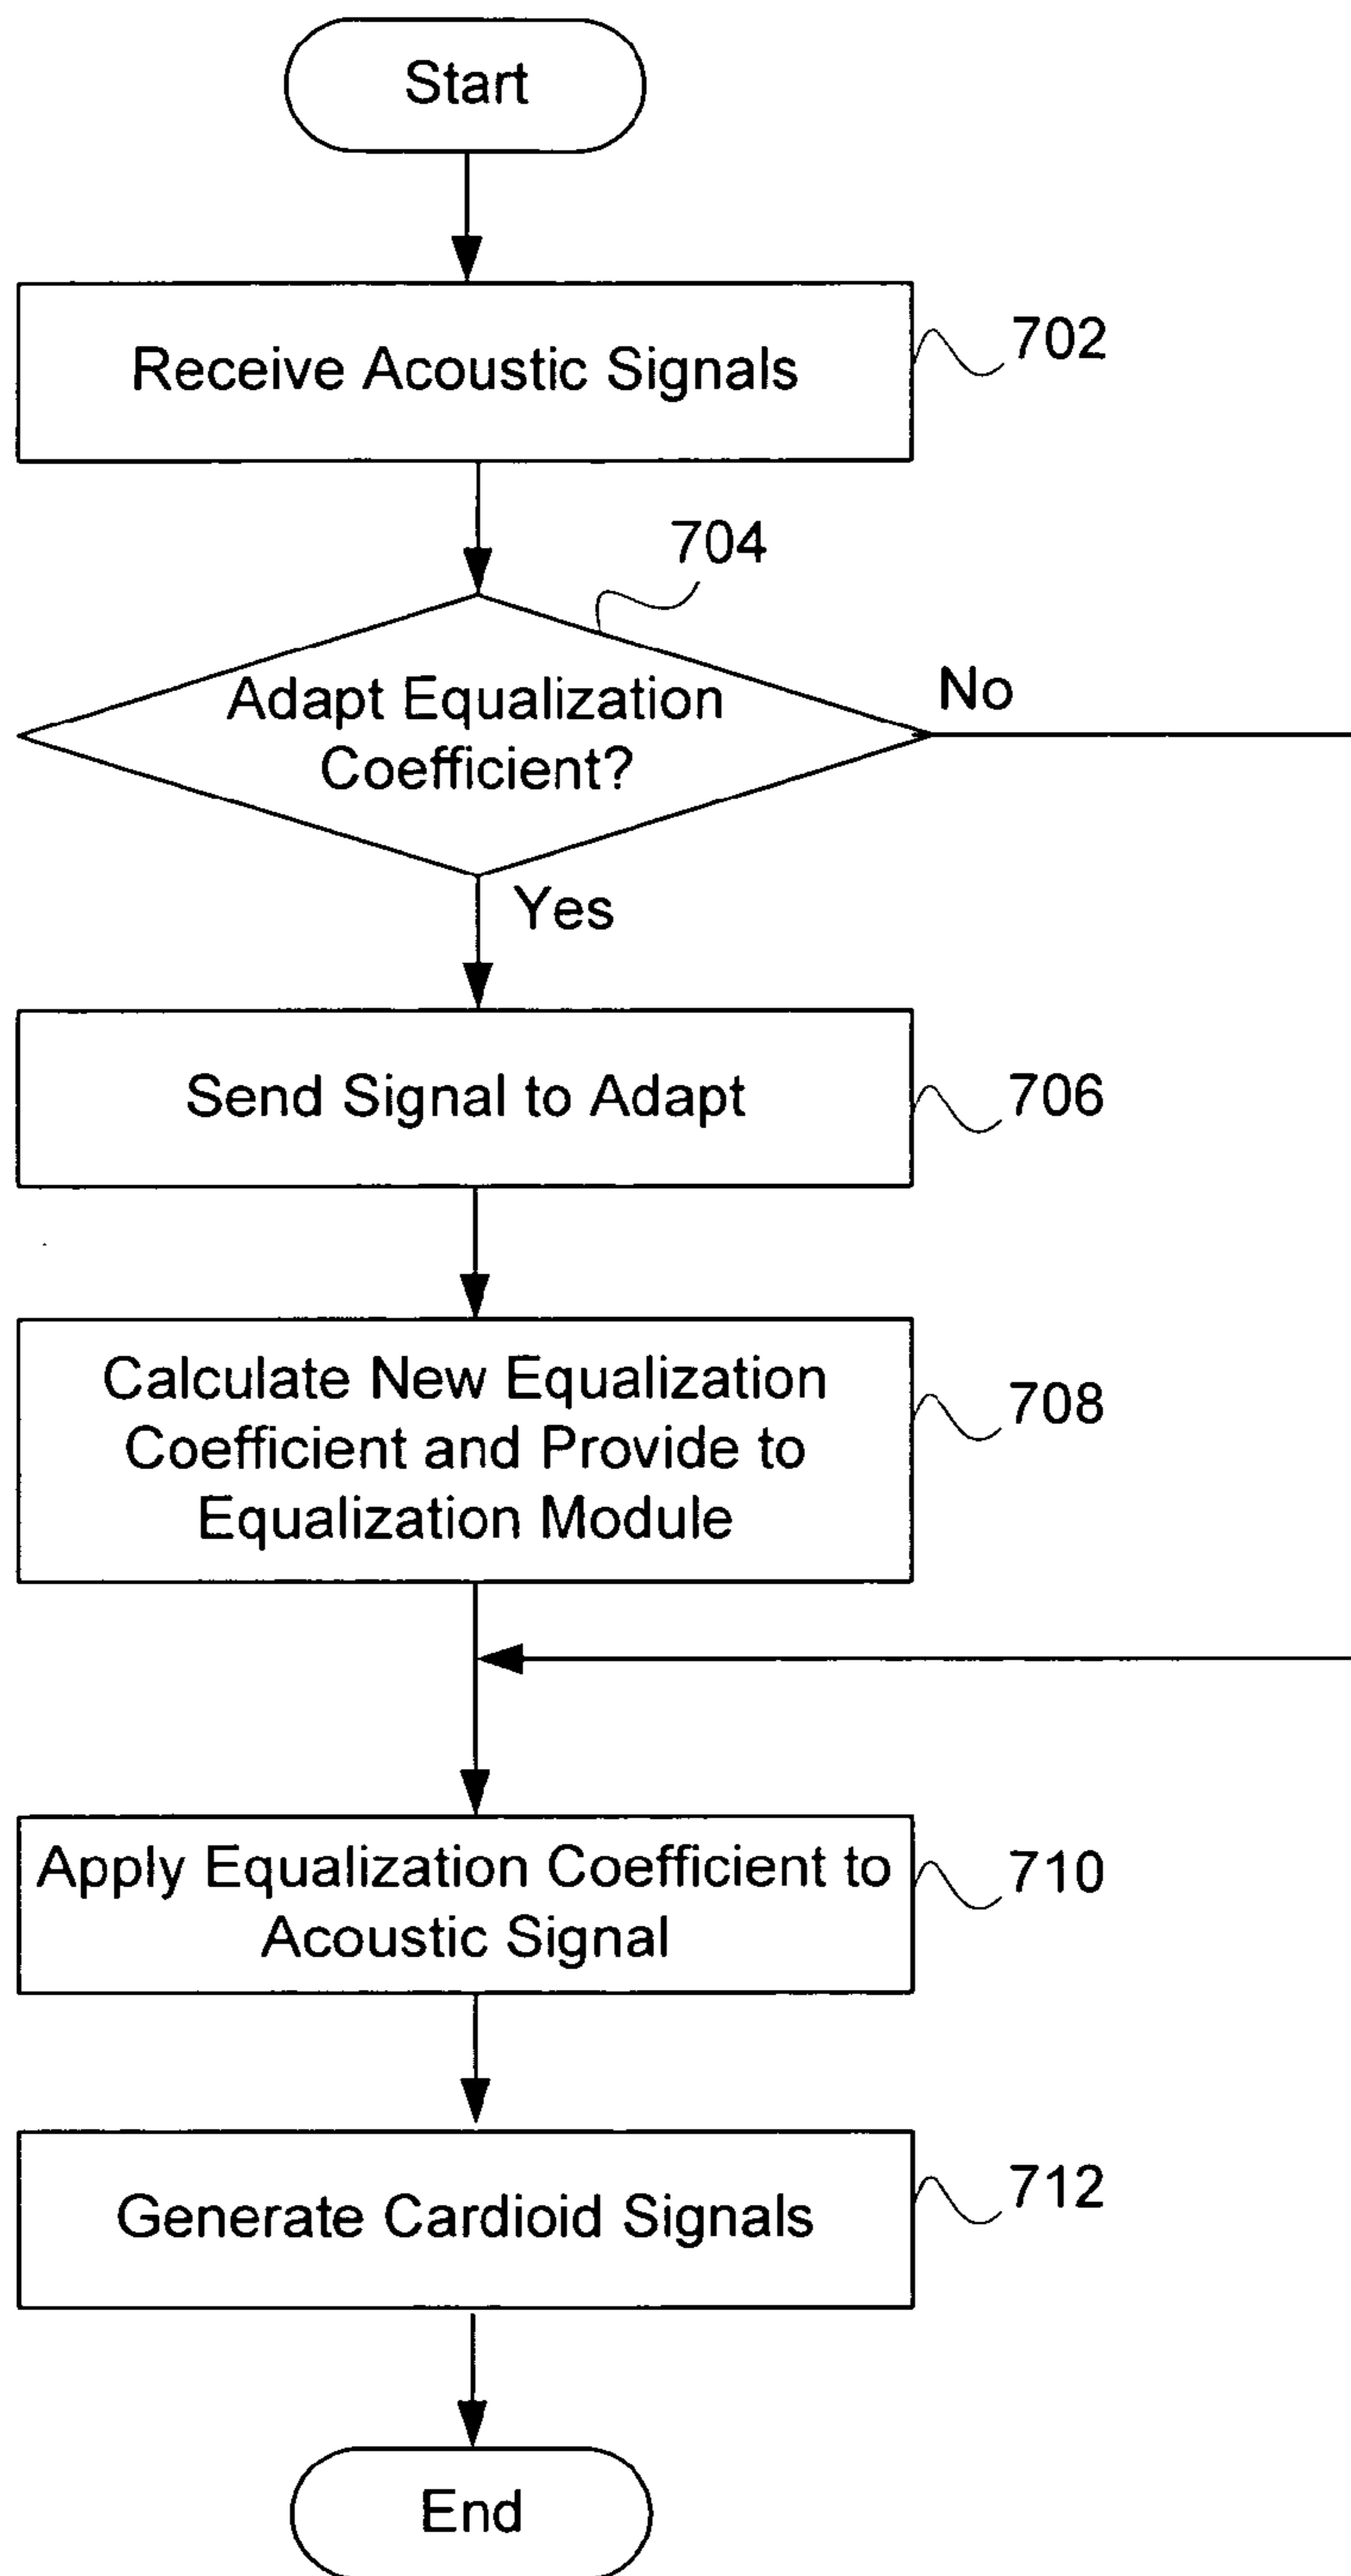 Start
Receive Acoustic Signals
702
704
Adapt Equalization
Coefficient?
No
Yes
Send Signal to Adapt
706
Calculate New Equalization
Coefficient and Provide to
Equalization Module
708
Apply Equalization Coefficient to
Acoustic Signal
710
Generate Cardioid Signals
712
End